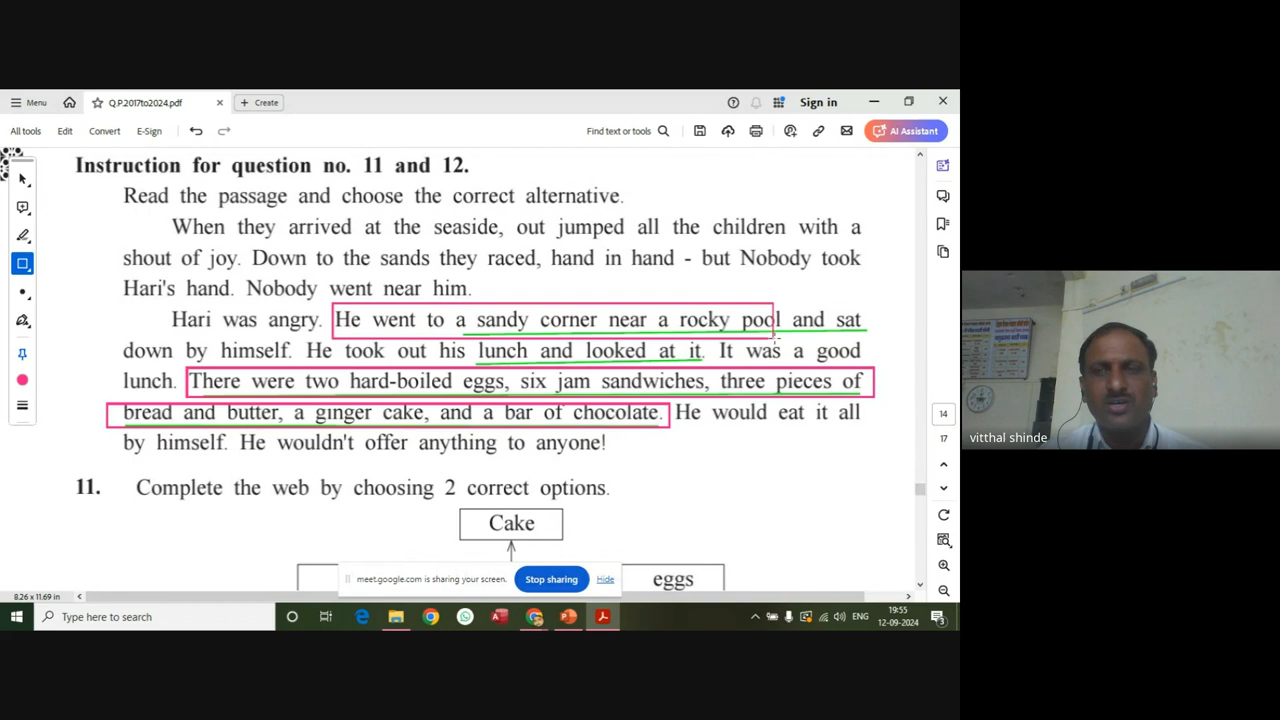 Menu
Q.P.2017to2024.pdf
Create
Sign in
All tools Edit Convert E-Sign
Find text or tools
AI Assistant
Instruction for question no. 11 and 12.
Read the passage and choose the correct alternative.
When they arrived at the seaside, out jumped all the children with a
shout of joy. Down to the sands they raced, hand in hand - but Nobody took
Hari's hand. Nobody went near him.
Hari was angry. He went to a sandy corner near a rocky pool and sat
down by himself. He took out his lunch and looked at it. It was a good
lunch. There were two hard-boiled eggs, six jam sandwiches, three pieces of
bread and butter, a ginger cake, and a bar of chocolate. He would eat it all
by himself. He wouldn't offer anything to anyone!
11. Complete the web by choosing 2 correct options.
Cake
eggs
14
17
meet.google.com is sharing your screen. Stop sharing Hide
8.26 x 11.69 in
vitthal shinde
Type here to search
ENG
19:55
12-09-2024
3